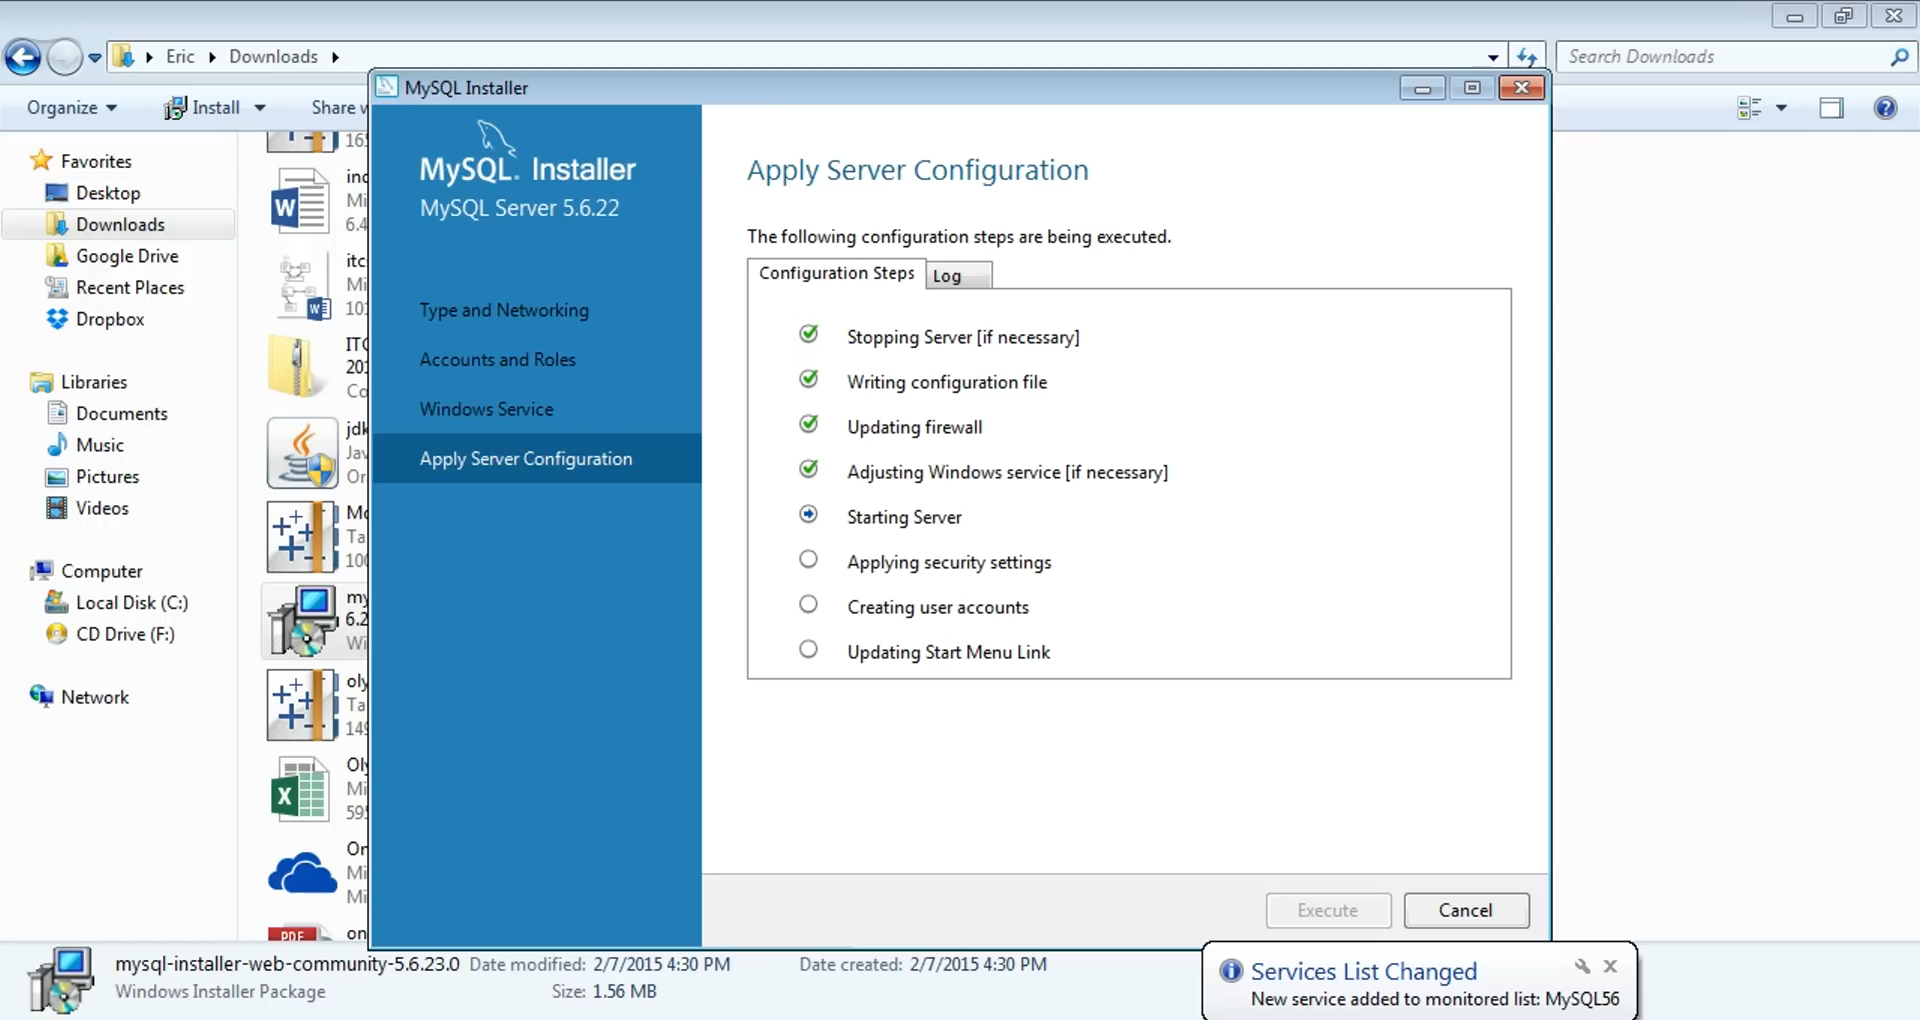 Eric
Downloads
Search Downloads
Organize
Install
Share
MySQL Installer
Favorites
Desktop
Downloads
Google Drive
Recent Places
Dropbox
Libraries
Documents
Music
Pictures
Videos
Computer
Local Disk (C:)
CD Drive (F:)
Network
MySQL. Installer
MySQL Server 5.6.22
Type and Networking
Accounts and Roles
Windows Service
Apply Server Configuration
Apply Server Configuration
The following configuration steps are being executed.
Configuration Steps
Log
Stopping Server [if necessary]
Writing configuration file
Updating firewall
Adjusting Windows service [if necessary]
Starting Server
Applying security settings
Creating user accounts
Updating Start Menu Link
Execute
Cancel
mysql-installer-web-community-5.6.23.0 Date modified: 2/7/2015 4:30 PM Date created: 2/7/2015 4:30 PM
Windows Installer Package Size: 1.56 MB
Services List Changed
New service added to monitored list: MySQL56